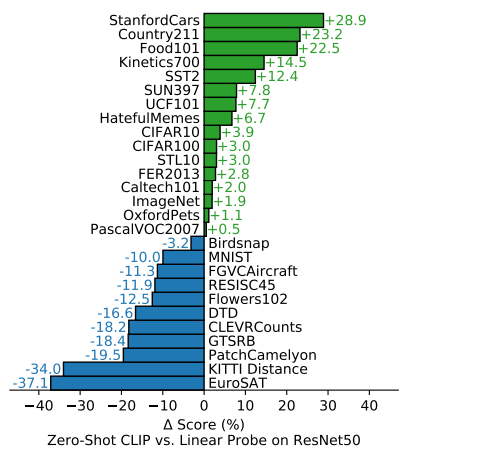 StanfordCars +28.9
Country211 +23.2
Food101 +22.5
Kinetics700 +14.5
SST2 +12.4
SUN397 +7.8
UCF101 +7.7
HatefulMemes +6.7
CIFAR10 +3.9
CIFAR100 +3.0
STL10 +3.0
FER2013 +2.8
Caltech101 +2.0
ImageNet +1.9
OxfordPets +1.1
PascalVOC2007 +0.5
-3.2 Birdsnap
-10.0 MNIST
-11.3 FGVCAircraft
-11.9 RESISC45
-12.5 Flowers102
-16.6 DTD
-18.2 CLEVRCounts
-18.4 GTSRB
-19.5 PatchCamelyon
-34.0 KITTI Distance
-37.1 EuroSAT
−40 −30 −20 −10 0 10 20 30 40
Δ Score (%)
Zero-Shot CLIP vs. Linear Probe on ResNet50